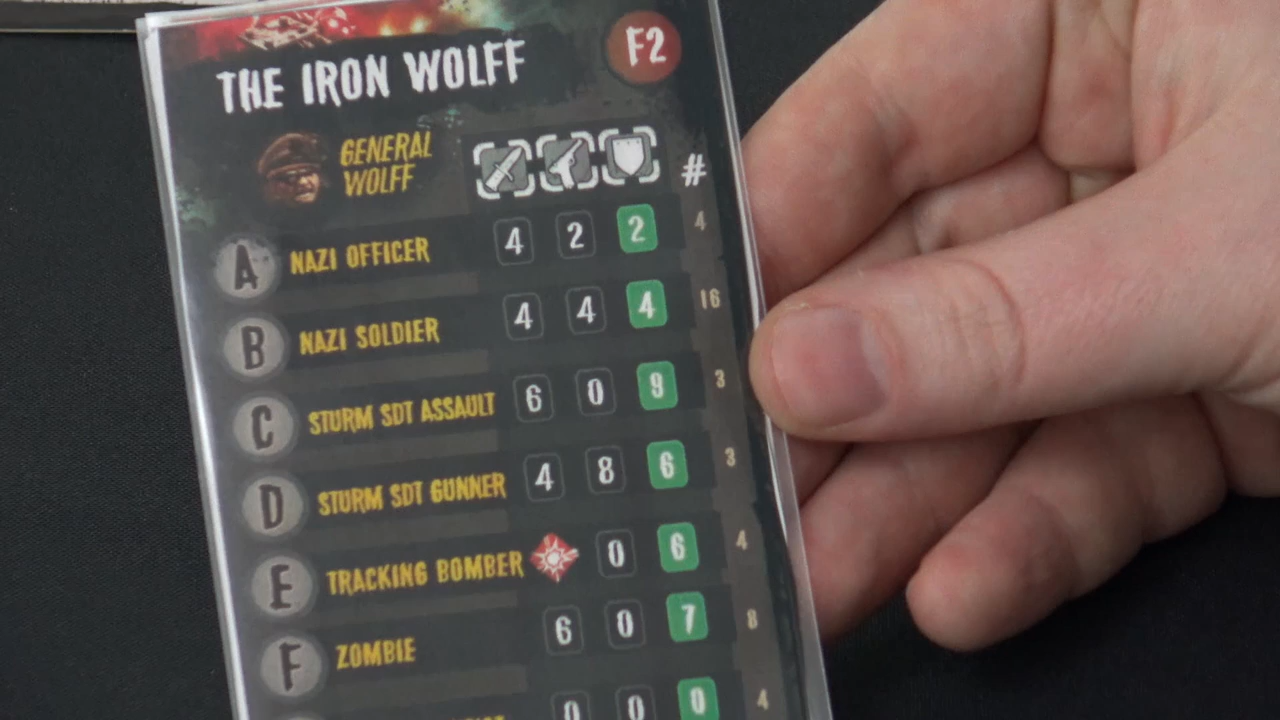 THE IRON WOLFF F2
GENERAL
WOLFF
#
A NAZI OFFICER 4 2 2 4
B NAZI SOLDIER 4 4 4 16
C STURM SDT ASSAULT 6 0 9 3
D STURM SDT GUNNER 4 8 6 3
E TRACKING BOMBER 0 6 4
F ZOMBIE 6 0 7 8
0 0 0 4